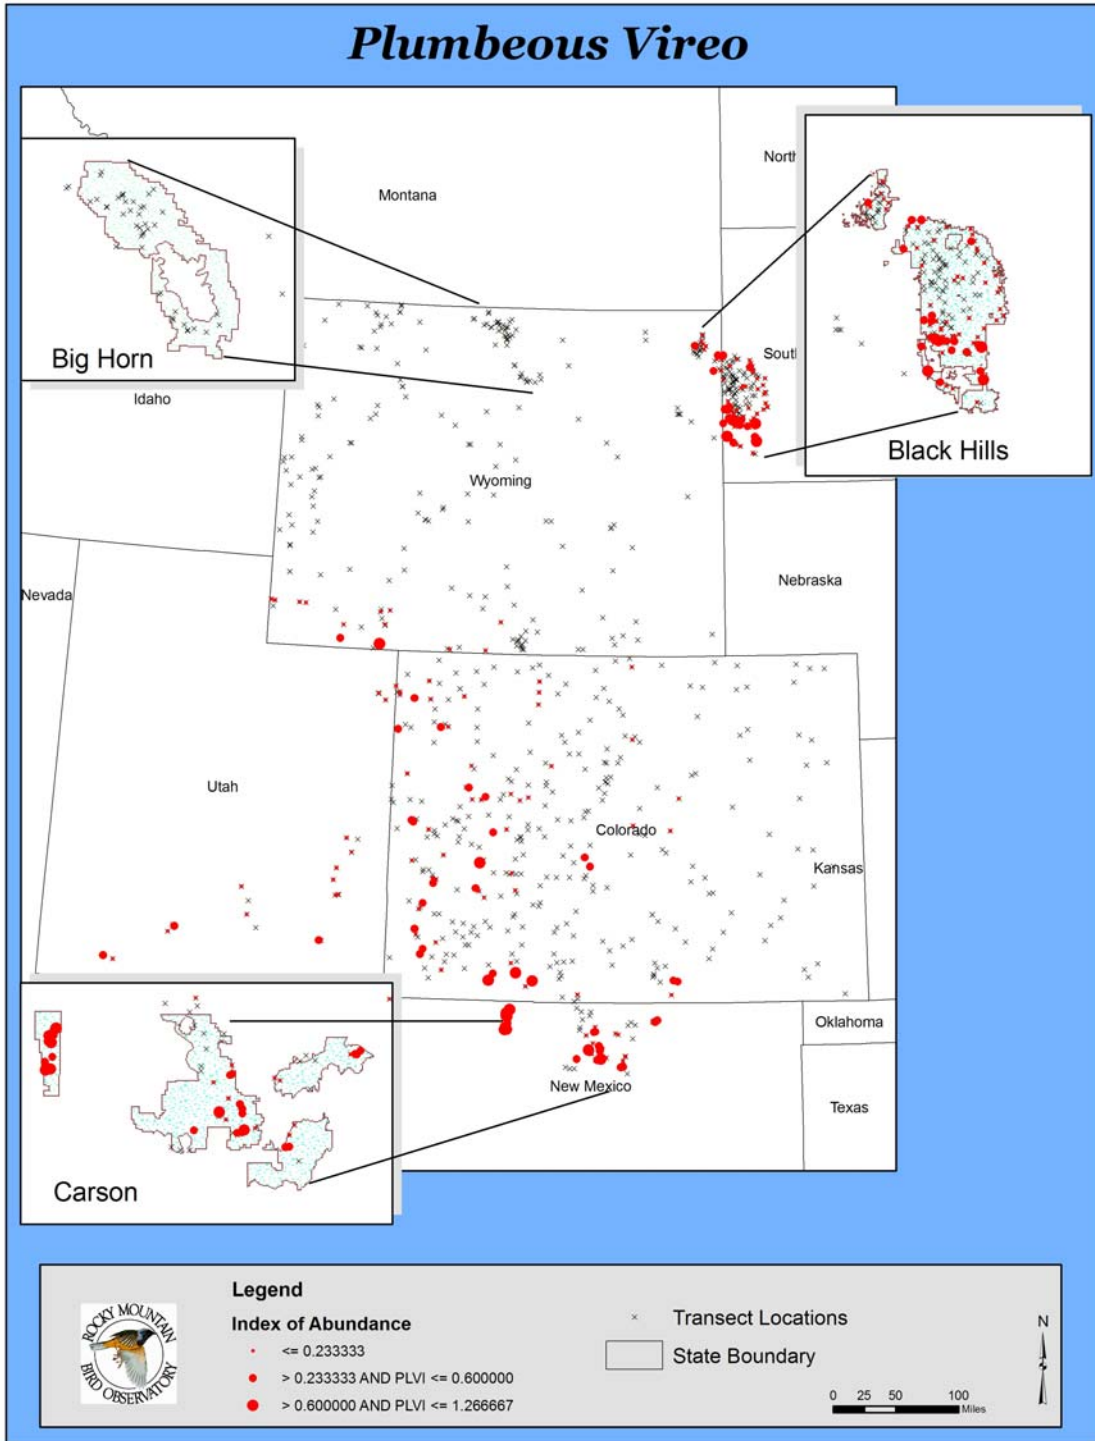 Plumbeous Vireo
Montana
North
Big Horn
Idaho
South
Black Hills
Wyoming
Nebraska
Nevada
Utah
Colorado
Kansas
Oklahoma
New Mexico
Texas
Carson
Legend
Index of Abundance
<= 0.233333
> 0.233333 AND PLVI <= 0.600000
> 0.600000 AND PLVI <= 1.266667
Transect Locations
State Boundary
ROCKY MOUNTAIN
BIRD OBSERVATORY
N
0 25 50 100
Miles